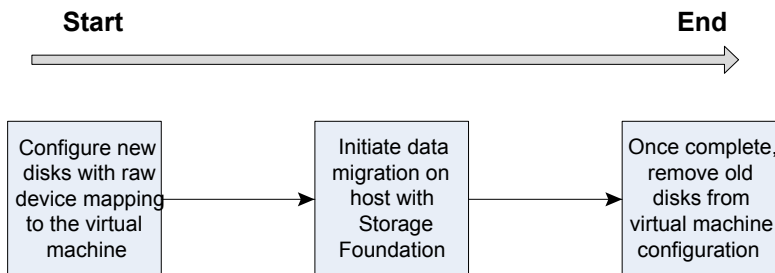 Start
End
Configure new
disks with raw
device mapping
to the virtual
machine
Initiate data
migration on
host with
Storage
Foundation
Once complete,
remove old
disks from
virtual machine
configuration